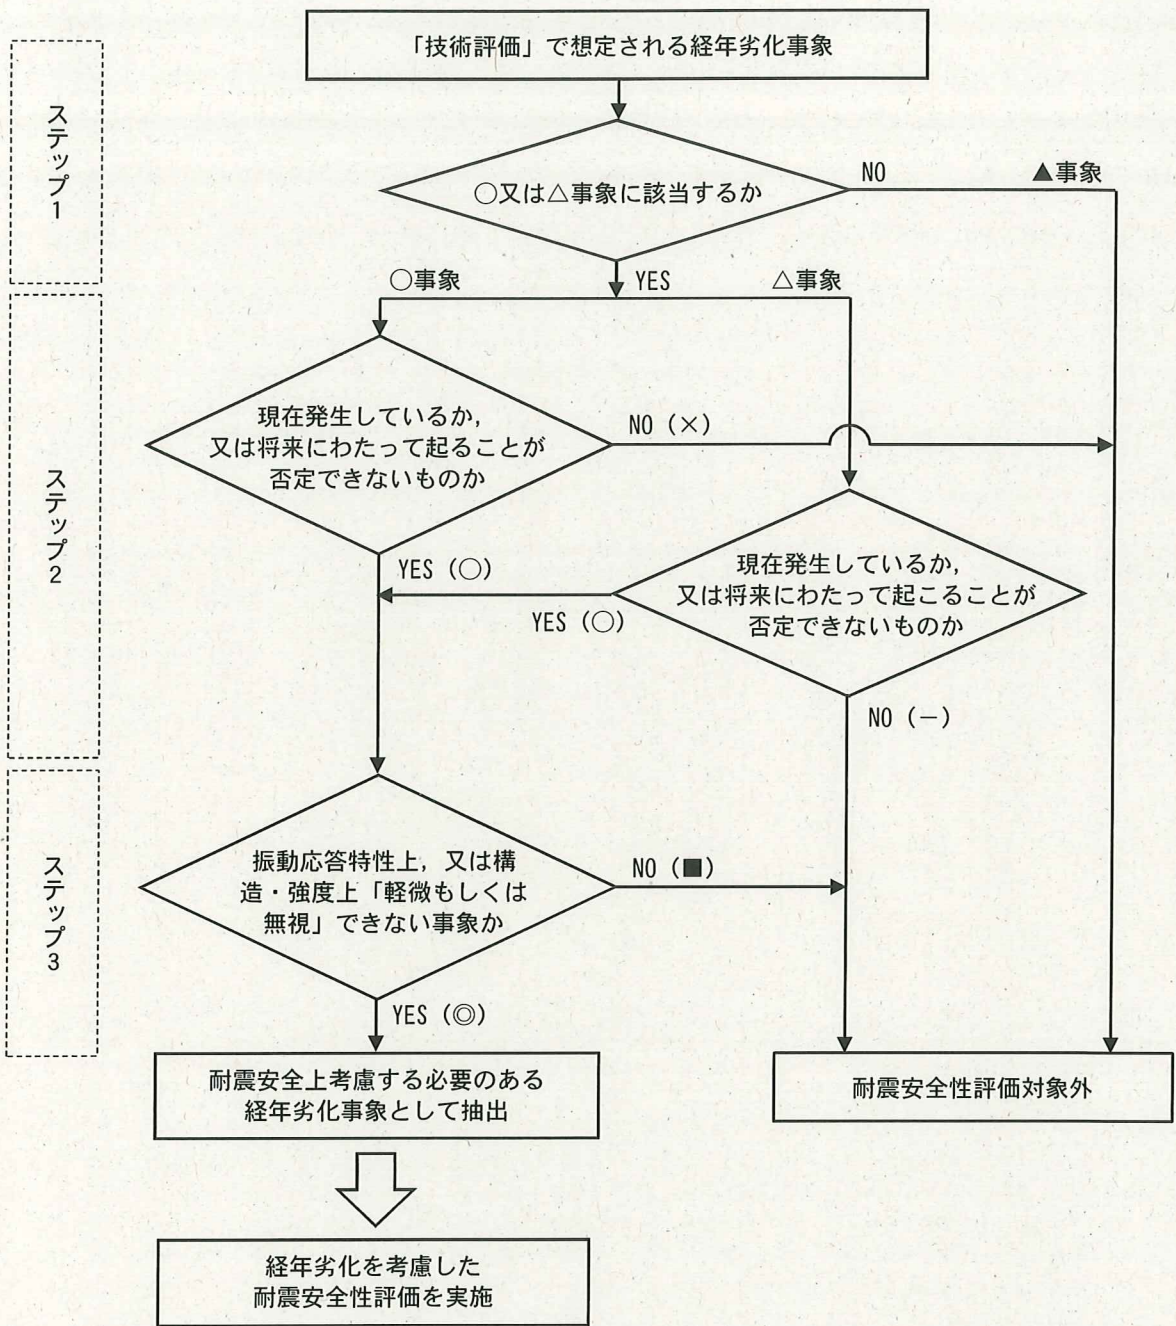 「技術評価」で想定される経年劣化事象
ステップ1
○又は△事象に該当するか
NO
▲事象
YES
○事象
△事象
ステップ2
現在発生しているか,
又は将来にわたって起ることが
否定できないものか
NO (×)
YES (○)
現在発生しているか,
又は将来にわたって起こることが
否定できないものか
YES (○)
NO (-)
ステップ3
振動応答特性上,又は構
造・強度上「軽微もしくは
無視」できない事象か
NO (■)
YES (◎)
耐震安全上考慮する必要のある
経年劣化事象として抽出
耐震安全性評価対象外
経年劣化を考慮した
耐震安全性評価を実施